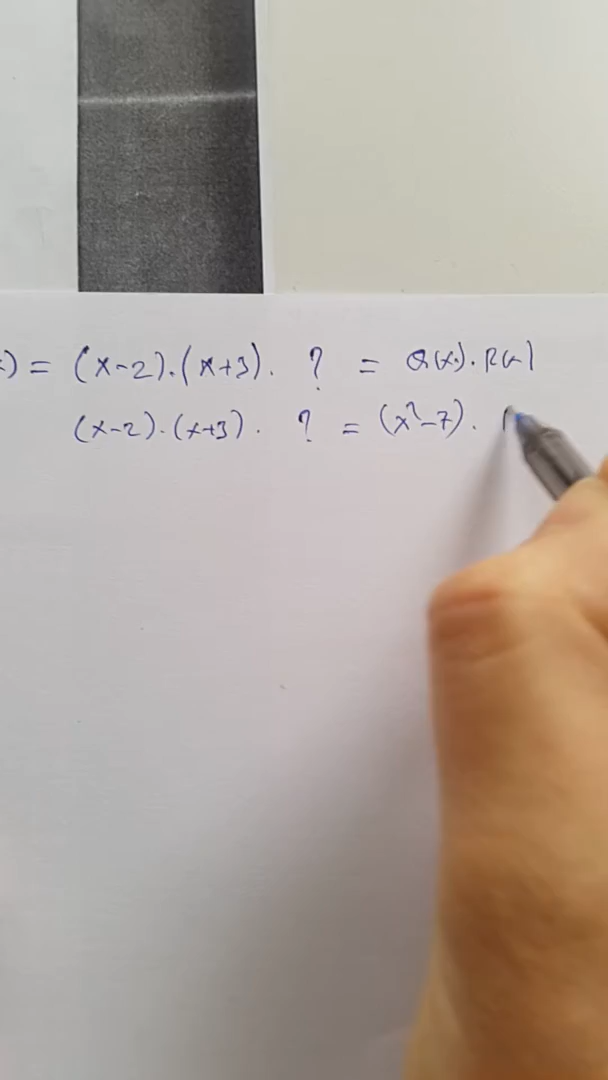 ) = (x-2).(x+3). ? = Q(x).R(x)
(x-2).(x+3). ? = (x²-7).